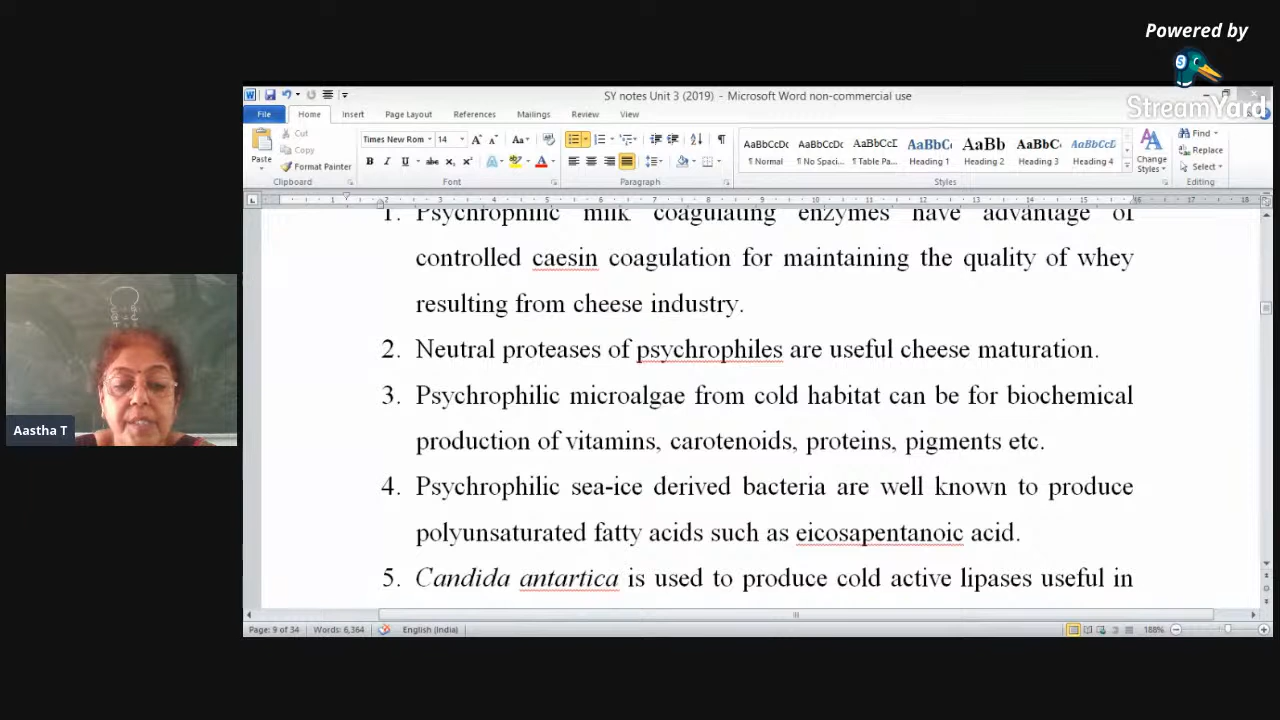 Powered by
StreamYard
SY notes Unit 3 (2019) - Microsoft Word non-commercial use
File Home Insert Page Layout References Mailings Review View
Cut
Copy
Format Painter
Paste
Times New Rom 14
Aa
B I U abc x₂ x²
AaBbCcDc AaBbCcDc AaBbCcI AaBbCc AaBb AaBbC AaBbCcD
¶ Normal ¶ No Spaci... ¶ Table Pa... Heading 1 Heading 2 Heading 3 Heading 4
Change Styles
Find
Replace
Select
Clipboard Font Paragraph Styles Editing
1. Psychrophilic milk coagulating enzymes have advantage of
controlled caesin coagulation for maintaining the quality of whey
resulting from cheese industry.
2. Neutral proteases of psychrophiles are useful cheese maturation.
3. Psychrophilic microalgae from cold habitat can be for biochemical
production of vitamins, carotenoids, proteins, pigments etc.
4. Psychrophilic sea-ice derived bacteria are well known to produce
polyunsaturated fatty acids such as eicosapentanoic acid.
5. Candida antartica is used to produce cold active lipases useful in
Aastha T
Page: 9 of 34 Words: 6,364 English (India) 188%